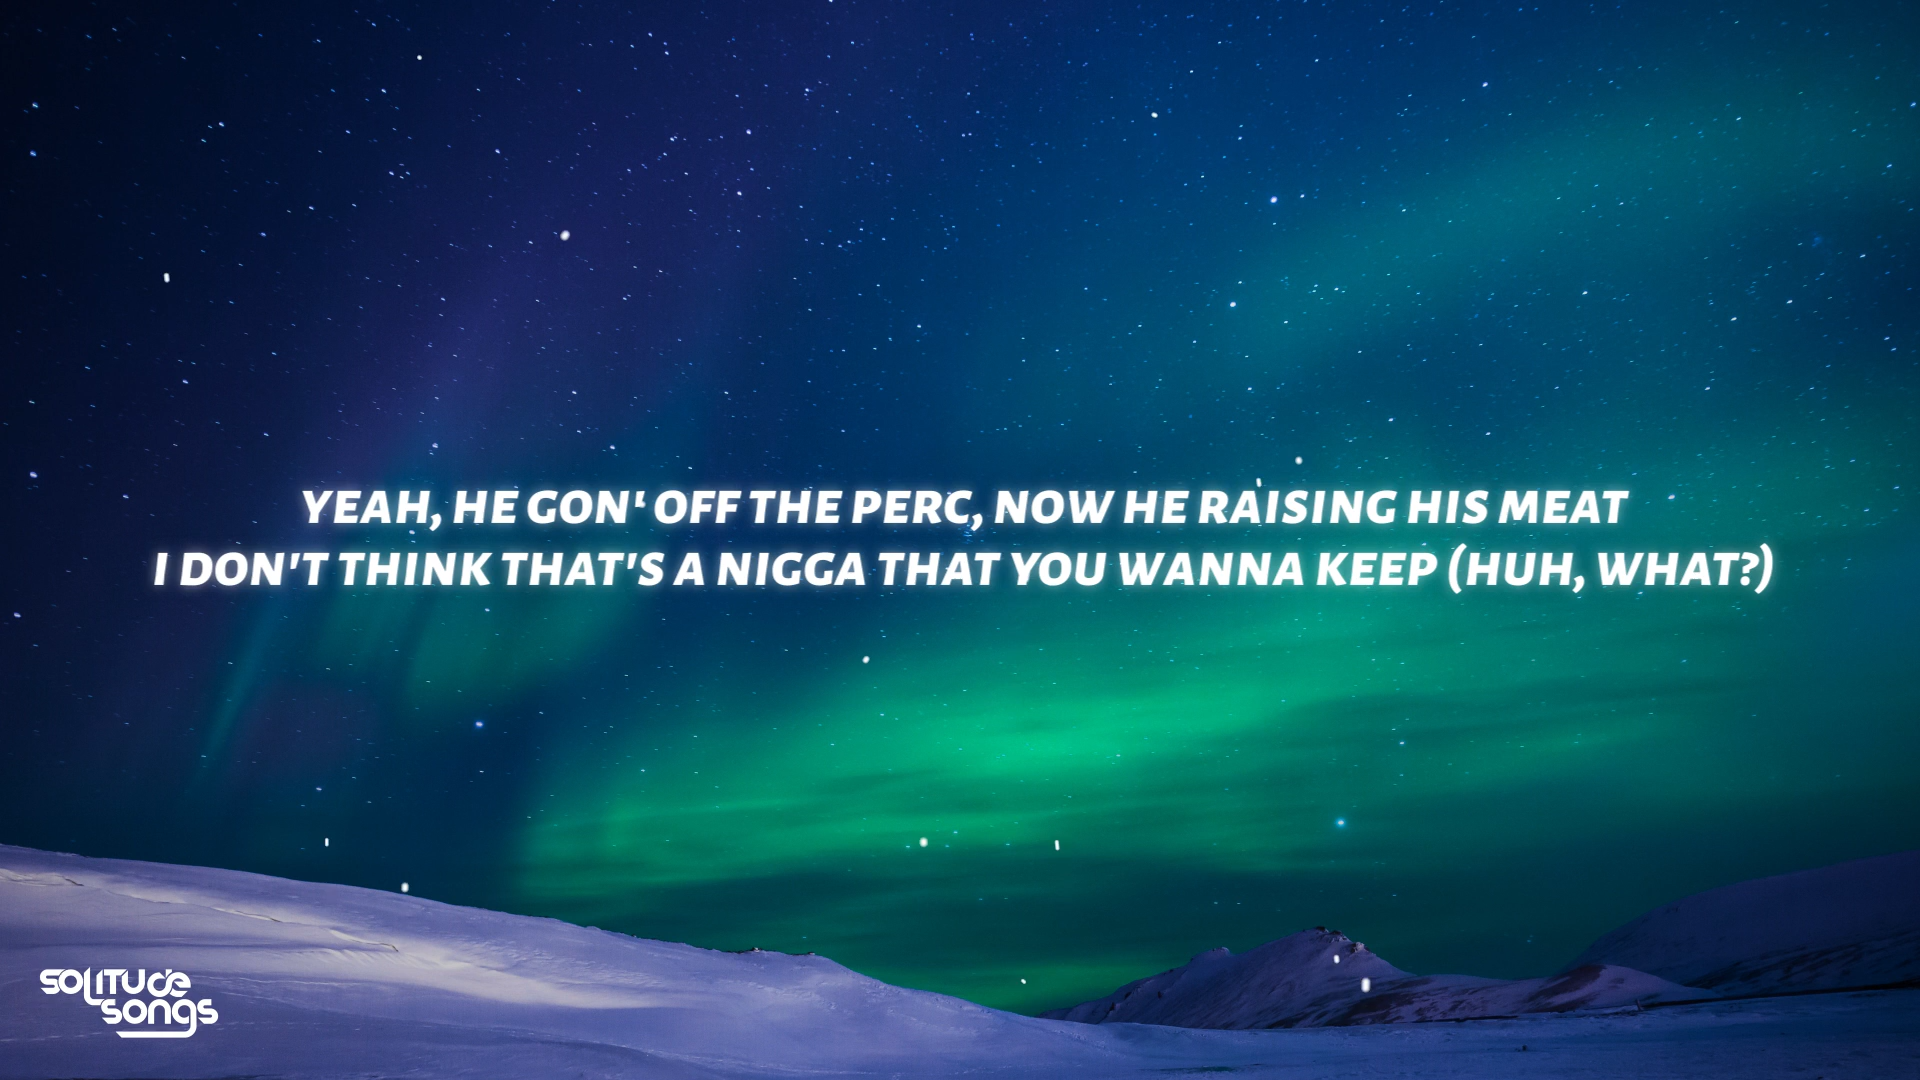 YEAH, HE GON' OFF THE PERC, NOW HE RAISING HIS MEAT
I DON'T THINK THAT'S A NIGGA THAT YOU WANNA KEEP (HUH, WHAT?)
SOLITUDE
SONGS